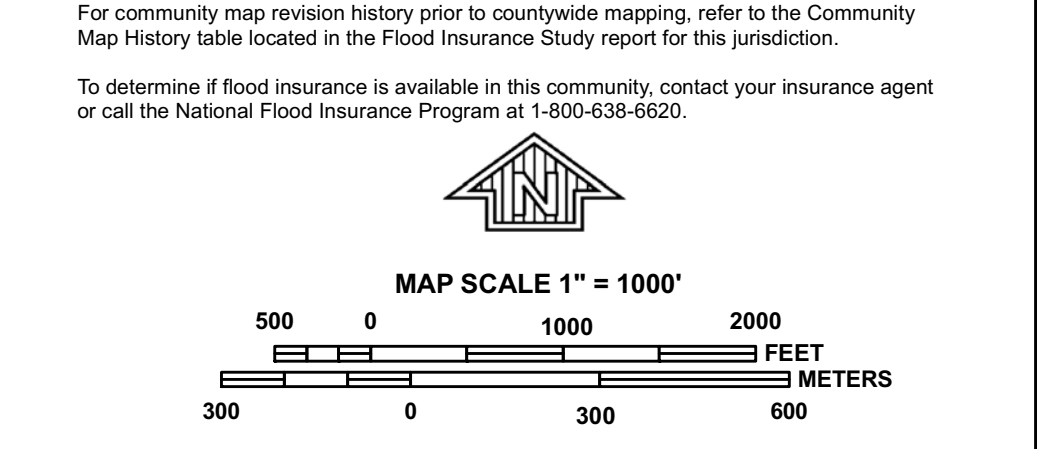 For community map revision history prior to countywide mapping, refer to the Community
Map History table located in the Flood Insurance Study report for this jurisdiction.
To determine if flood insurance is available in this community, contact your insurance agent
or call the National Flood Insurance Program at 1-800-638-6620.
N
MAP SCALE 1" = 1000'
500 0 1000 2000
FEET
METERS
300 0 300 600